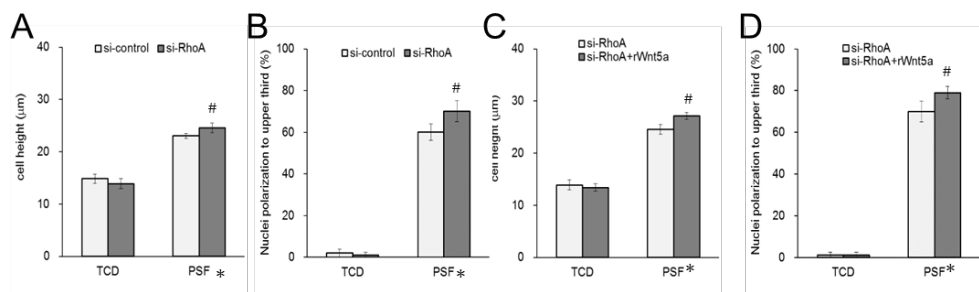 A
si-control si-RhoA
cell height (μm)
40
30
20
10
0
#
TCD PSF *
B
si-control si-RhoA
Nuclei polarization to upper third (%)
100
80
60
40
20
0
#
TCD PSF *
C
si-RhoA
si-RhoA+rWnt5a
cell height (μm)
40
30
20
10
0
#
TCD PSF *
D
si-RhoA
si-RhoA+rWnt5a
Nuclei polarization to upper third (%)
100
80
60
40
20
0
#
TCD PSF *